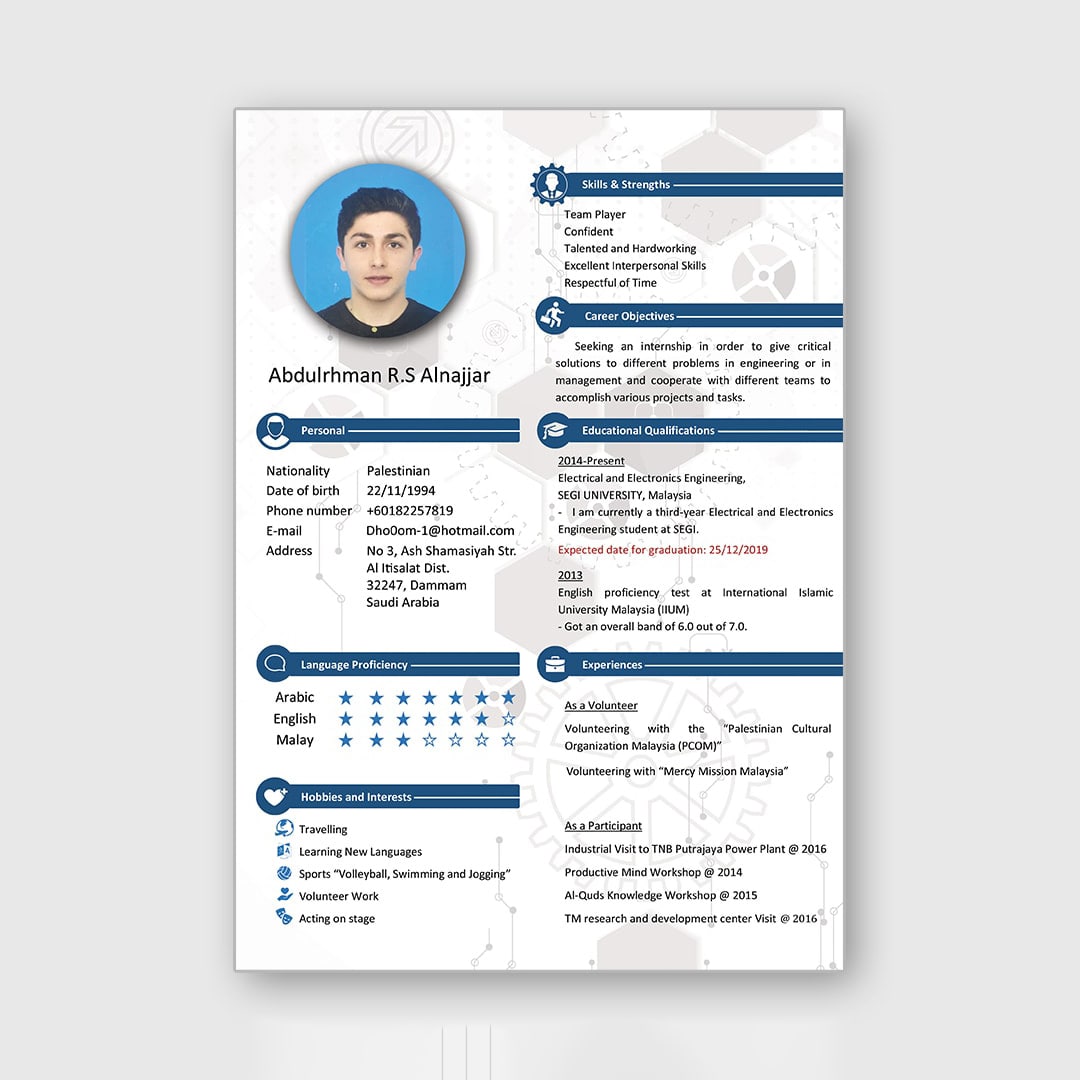 Abdulrhman R.S Alnajjar
Personal
Nationality Palestinian
Date of birth 22/11/1994
Phone number +60182257819
E-mail Dho0om-1@hotmail.com
Address No 3, Ash Shamasiyah Str.
Al Itisalat Dist.
32247, Dammam
Saudi Arabia
Language Proficiency
Arabic ★ ★ ★ ★ ★ ★ ★
English ★ ★ ★ ★ ★ ★ ☆
Malay ★ ★ ★ ☆ ☆ ☆ ☆
Hobbies and Interests
Travelling
Learning New Languages
Sports “Volleyball, Swimming and Jogging”
Volunteer Work
Acting on stage
Skills & Strengths
Team Player
Confident
Talented and Hardworking
Excellent Interpersonal Skills
Respectful of Time
Career Objectives
Seeking an internship in order to give critical
solutions to different problems in engineering or in
management and cooperate with different teams to
accomplish various projects and tasks.
Educational Qualifications
2014-Present
Electrical and Electronics Engineering,
SEGI UNIVERSITY, Malaysia
- I am currently a third-year Electrical and Electronics
Engineering student at SEGI.
Expected date for graduation: 25/12/2019
2013
English proficiency test at International Islamic
University Malaysia (IIUM)
- Got an overall band of 6.0 out of 7.0.
Experiences
As a Volunteer
Volunteering with the “Palestinian Cultural
Organization Malaysia (PCOM)”
Volunteering with “Mercy Mission Malaysia”
As a Participant
Industrial Visit to TNB Putrajaya Power Plant @ 2016
Productive Mind Workshop @ 2014
Al-Quds Knowledge Workshop @ 2015
TM research and development center Visit @ 2016